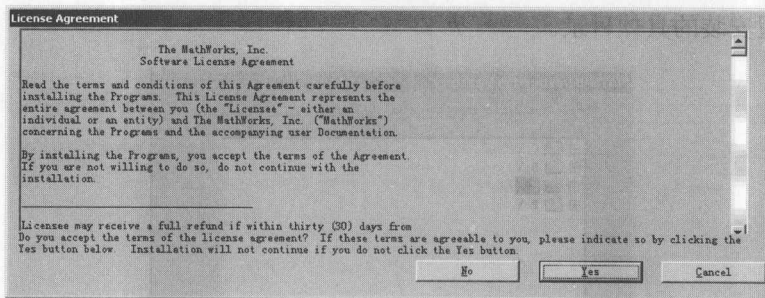 License Agreement
The MathWorks, Inc.
Software License Agreement
Read the terms and conditions of this Agreement carefully before
installing the Programs.  This License Agreement represents the
entire agreement between you (the "Licensee" - either an
individual or an entity) and The MathWorks, Inc. ("MathWorks")
concerning the Programs and the accompanying user Documentation.
By installing the Programs, you accept the terms of the Agreement.
If you are not willing to do so, do not continue with the
installation.
Licensee may receive a full refund if within thirty (30) days from
Do you accept the terms of the license agreement?  If these terms are agreeable to you, please indicate so by clicking the
Yes button below.  Installation will not continue if you do not click the Yes button.
No Yes Cancel